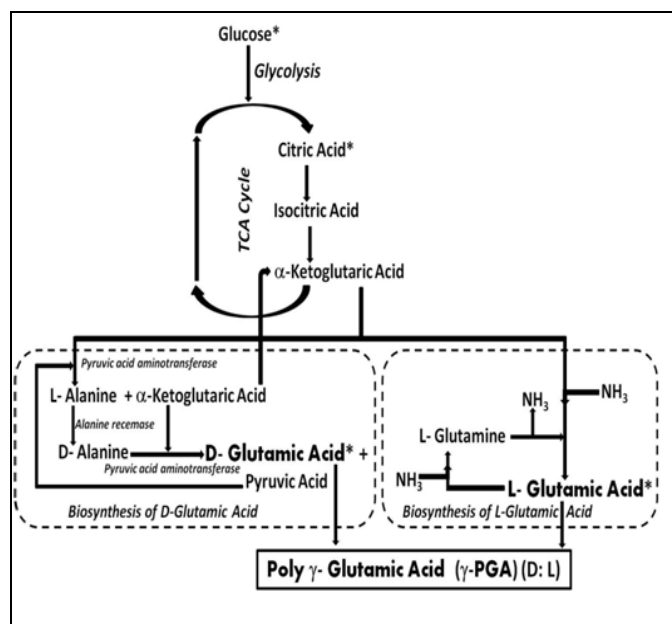 Glucose*
Glycolysis
Citric Acid*
TCA Cycle
Isocitric Acid
α-Ketoglutaric Acid
Pyruvic acid aminotransferase
L- Alanine + α-Ketoglutaric Acid
Alanine recemase
D- Alanine
D- Glutamic Acid* +
Pyruvic acid aminotransferase
Pyruvic Acid
Biosynthesis of D-Glutamic Acid
NH3
NH3
L- Glutamine
NH3
L- Glutamic Acid*
Biosynthesis of L-Glutamic Acid
Poly γ- Glutamic Acid (γ-PGA) (D: L)